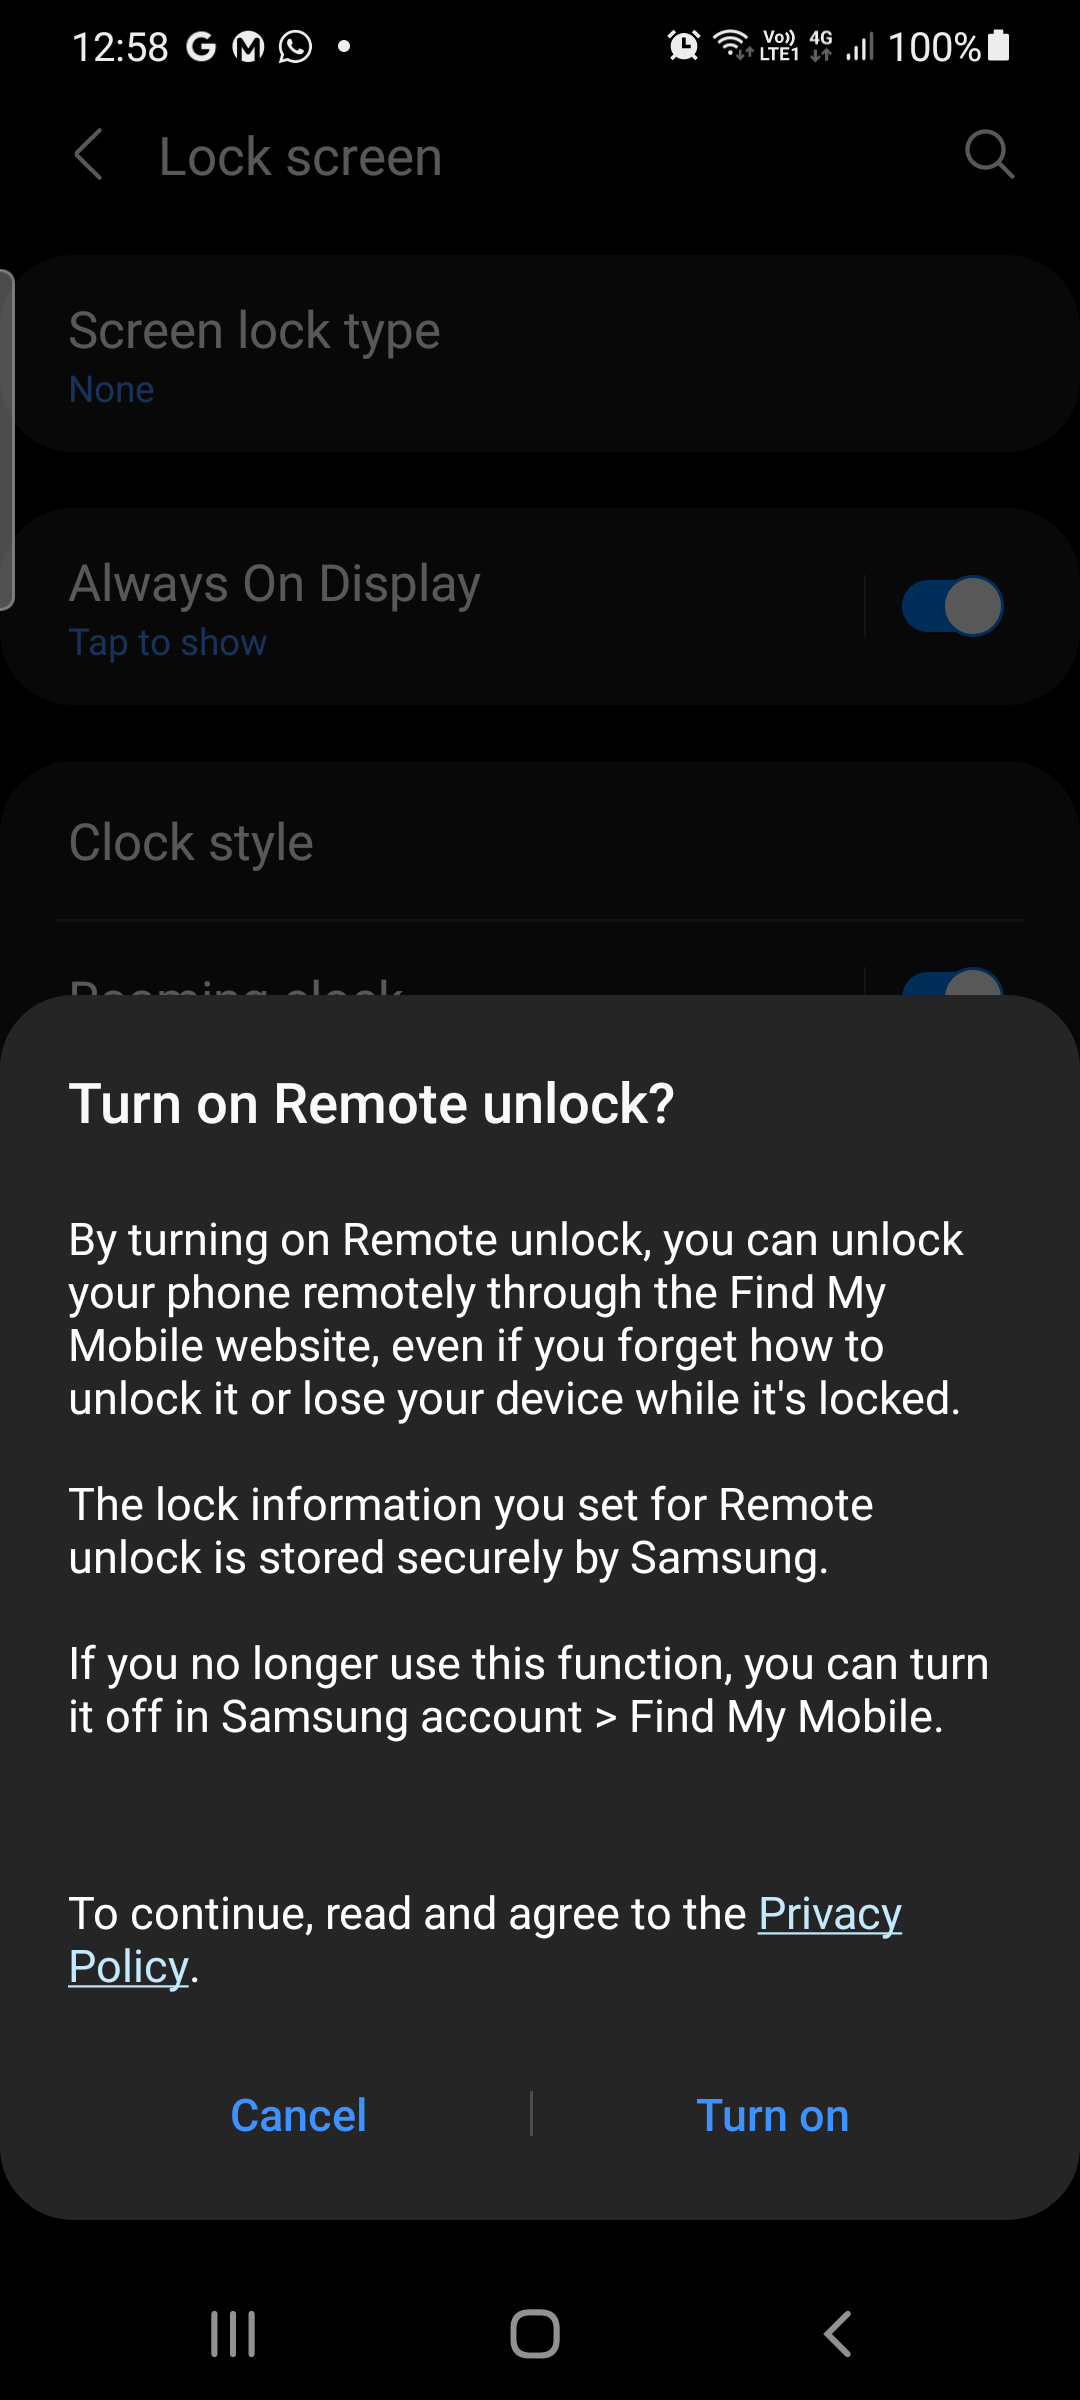 12:58
Vo)) LTE1 4G 100%
Lock screen
Screen lock type
None
Always On Display
Tap to show
Clock style
Roaming clock
Turn on Remote unlock?
By turning on Remote unlock, you can unlock
your phone remotely through the Find My
Mobile website, even if you forget how to
unlock it or lose your device while it's locked.
The lock information you set for Remote
unlock is stored securely by Samsung.
If you no longer use this function, you can turn
it off in Samsung account > Find My Mobile.
To continue, read and agree to the Privacy
Policy.
Cancel
Turn on